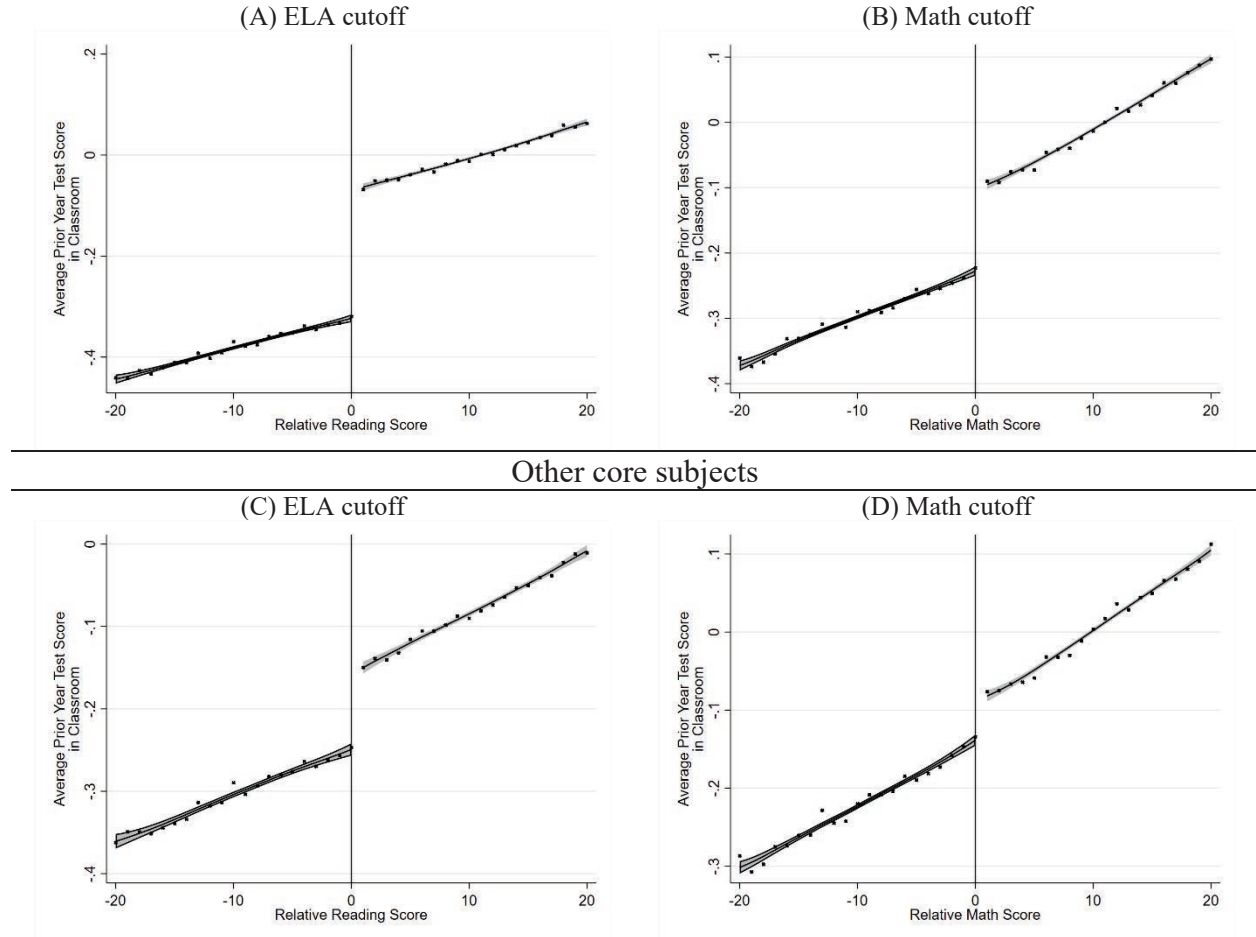 (A) ELA cutoff
(B) Math cutoff
Average Prior Year Test Score
in Classroom
.2
0
-.2
-.4
-20
-10
0
10
20
Relative Reading Score
Average Prior Year Test Score
in Classroom
.1
0
-.1
-.2
-.3
-.4
-20
-10
0
10
20
Relative Math Score
Other core subjects
(C) ELA cutoff
(D) Math cutoff
Average Prior Year Test Score
in Classroom
0
-.1
-.2
-.3
-.4
-20
-10
0
10
20
Relative Reading Score
Average Prior Year Test Score
in Classroom
.1
0
-.1
-.2
-.3
-20
-10
0
10
20
Relative Math Score